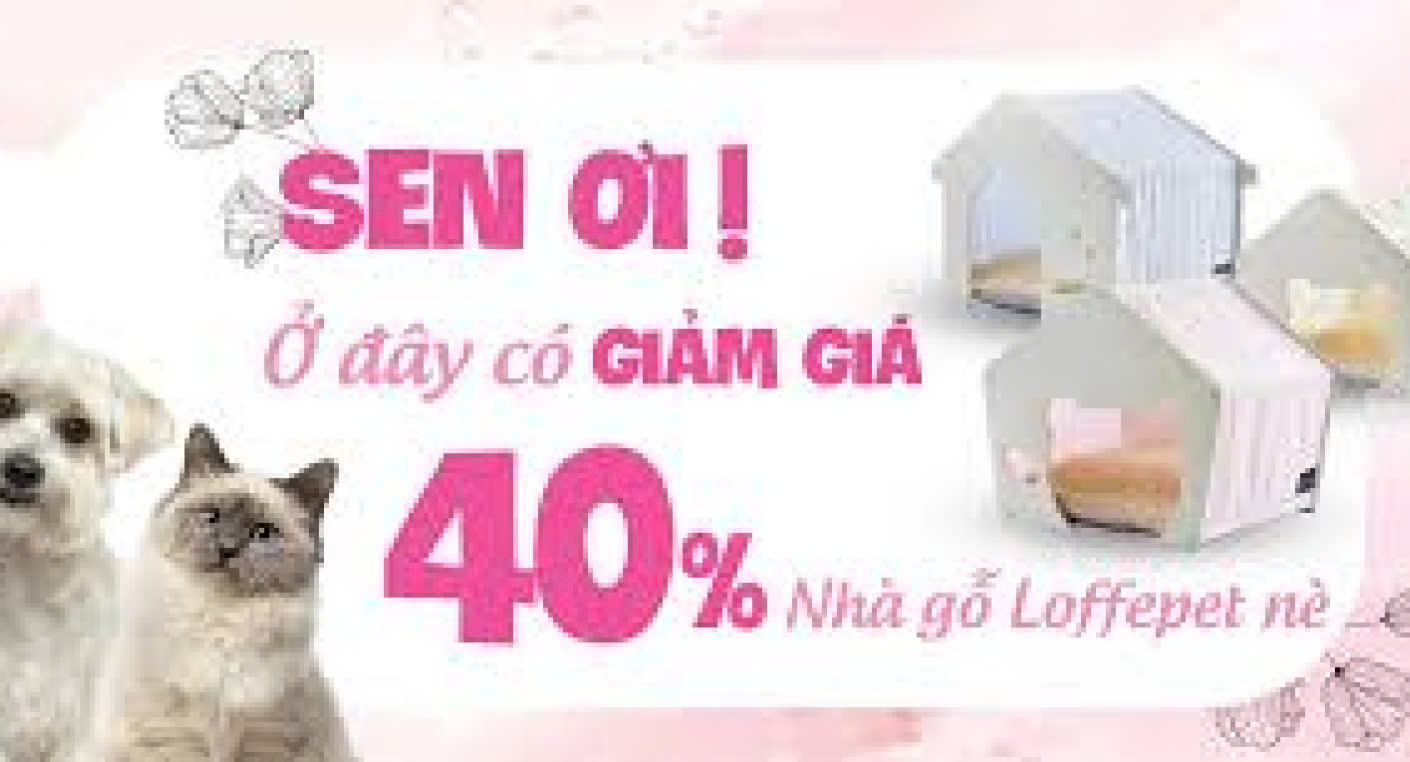 SEN ƠI !
Ở đây có GIẢM GIÁ
40% Nhà gỗ Loffepet nè